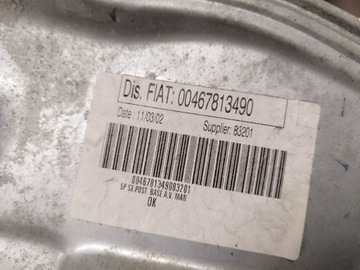 Dis. FIAT: 00467813490
Date : 11/03/02 Supplier: 83201
0046781349083201
SP SX.POST. BASE A.V. MAN
OK